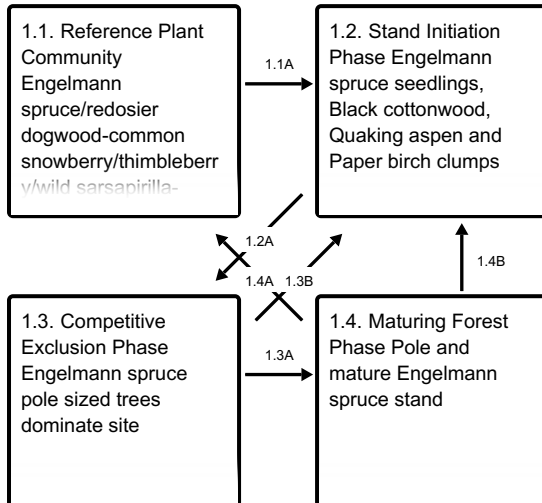 1.1. Reference Plant
Community
Engelmann
spruce/redosier
dogwood-common
snowberry/thimbleberr
y/wild sarsapirilla-
1.1A
1.2. Stand Initiation
Phase Engelmann
spruce seedlings,
Black cottonwood,
Quaking aspen and
Paper birch clumps
1.2A
1.4A 1.3B
1.4B
1.3. Competitive
Exclusion Phase
Engelmann spruce
pole sized trees
dominate site
1.3A
1.4. Maturing Forest
Phase Pole and
mature Engelmann
spruce stand